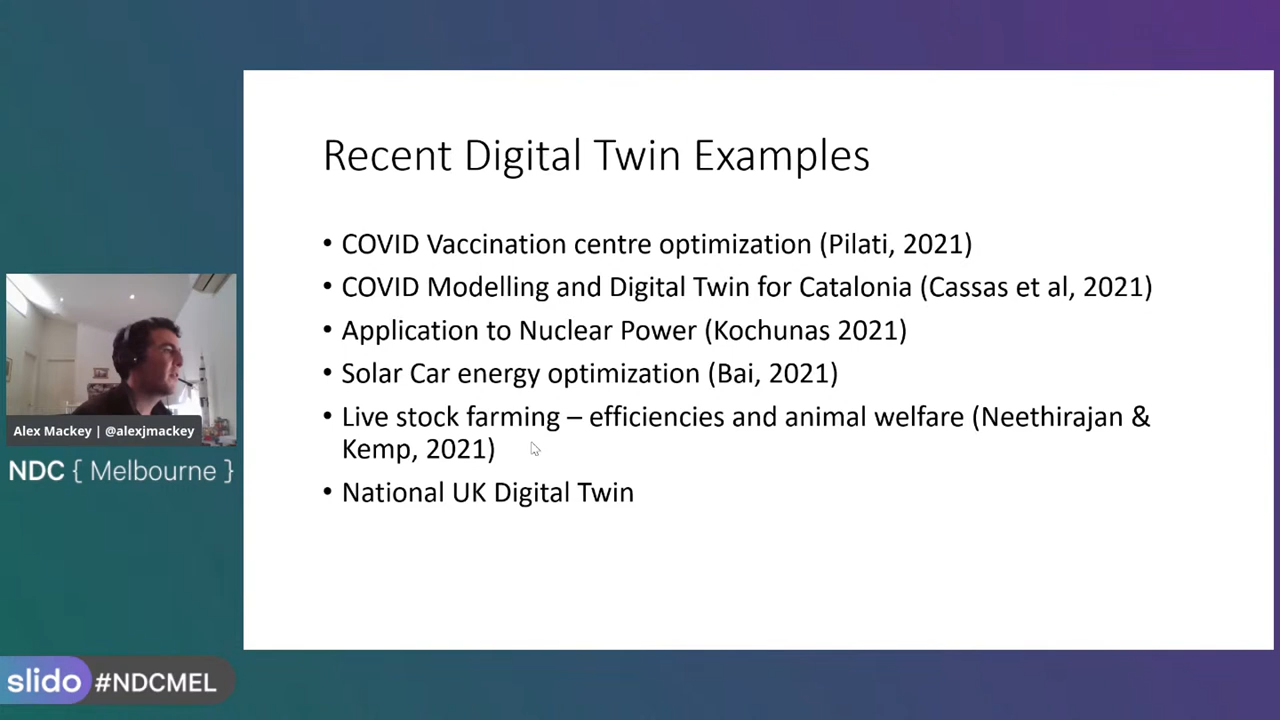 Recent Digital Twin Examples
• COVID Vaccination centre optimization (Pilati, 2021)
• COVID Modelling and Digital Twin for Catalonia (Cassas et al, 2021)
• Application to Nuclear Power (Kochunas 2021)
• Solar Car energy optimization (Bai, 2021)
• Live stock farming – efficiencies and animal welfare (Neethirajan &
Kemp, 2021)
• National UK Digital Twin
Alex Mackey | @alexjmackey
NDC { Melbourne }
slido #NDCMEL